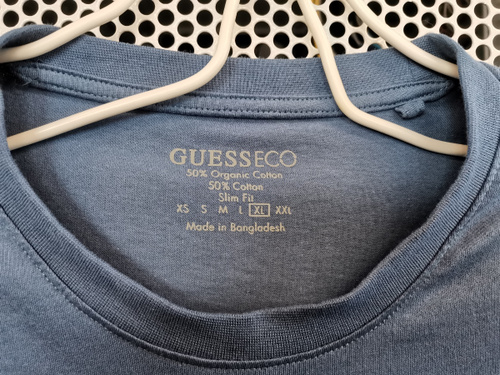 GUESSECO
50% Organic Cotton
50% Cotton
Slim Fit
XS S M L XL XXL
Made in Bangladesh